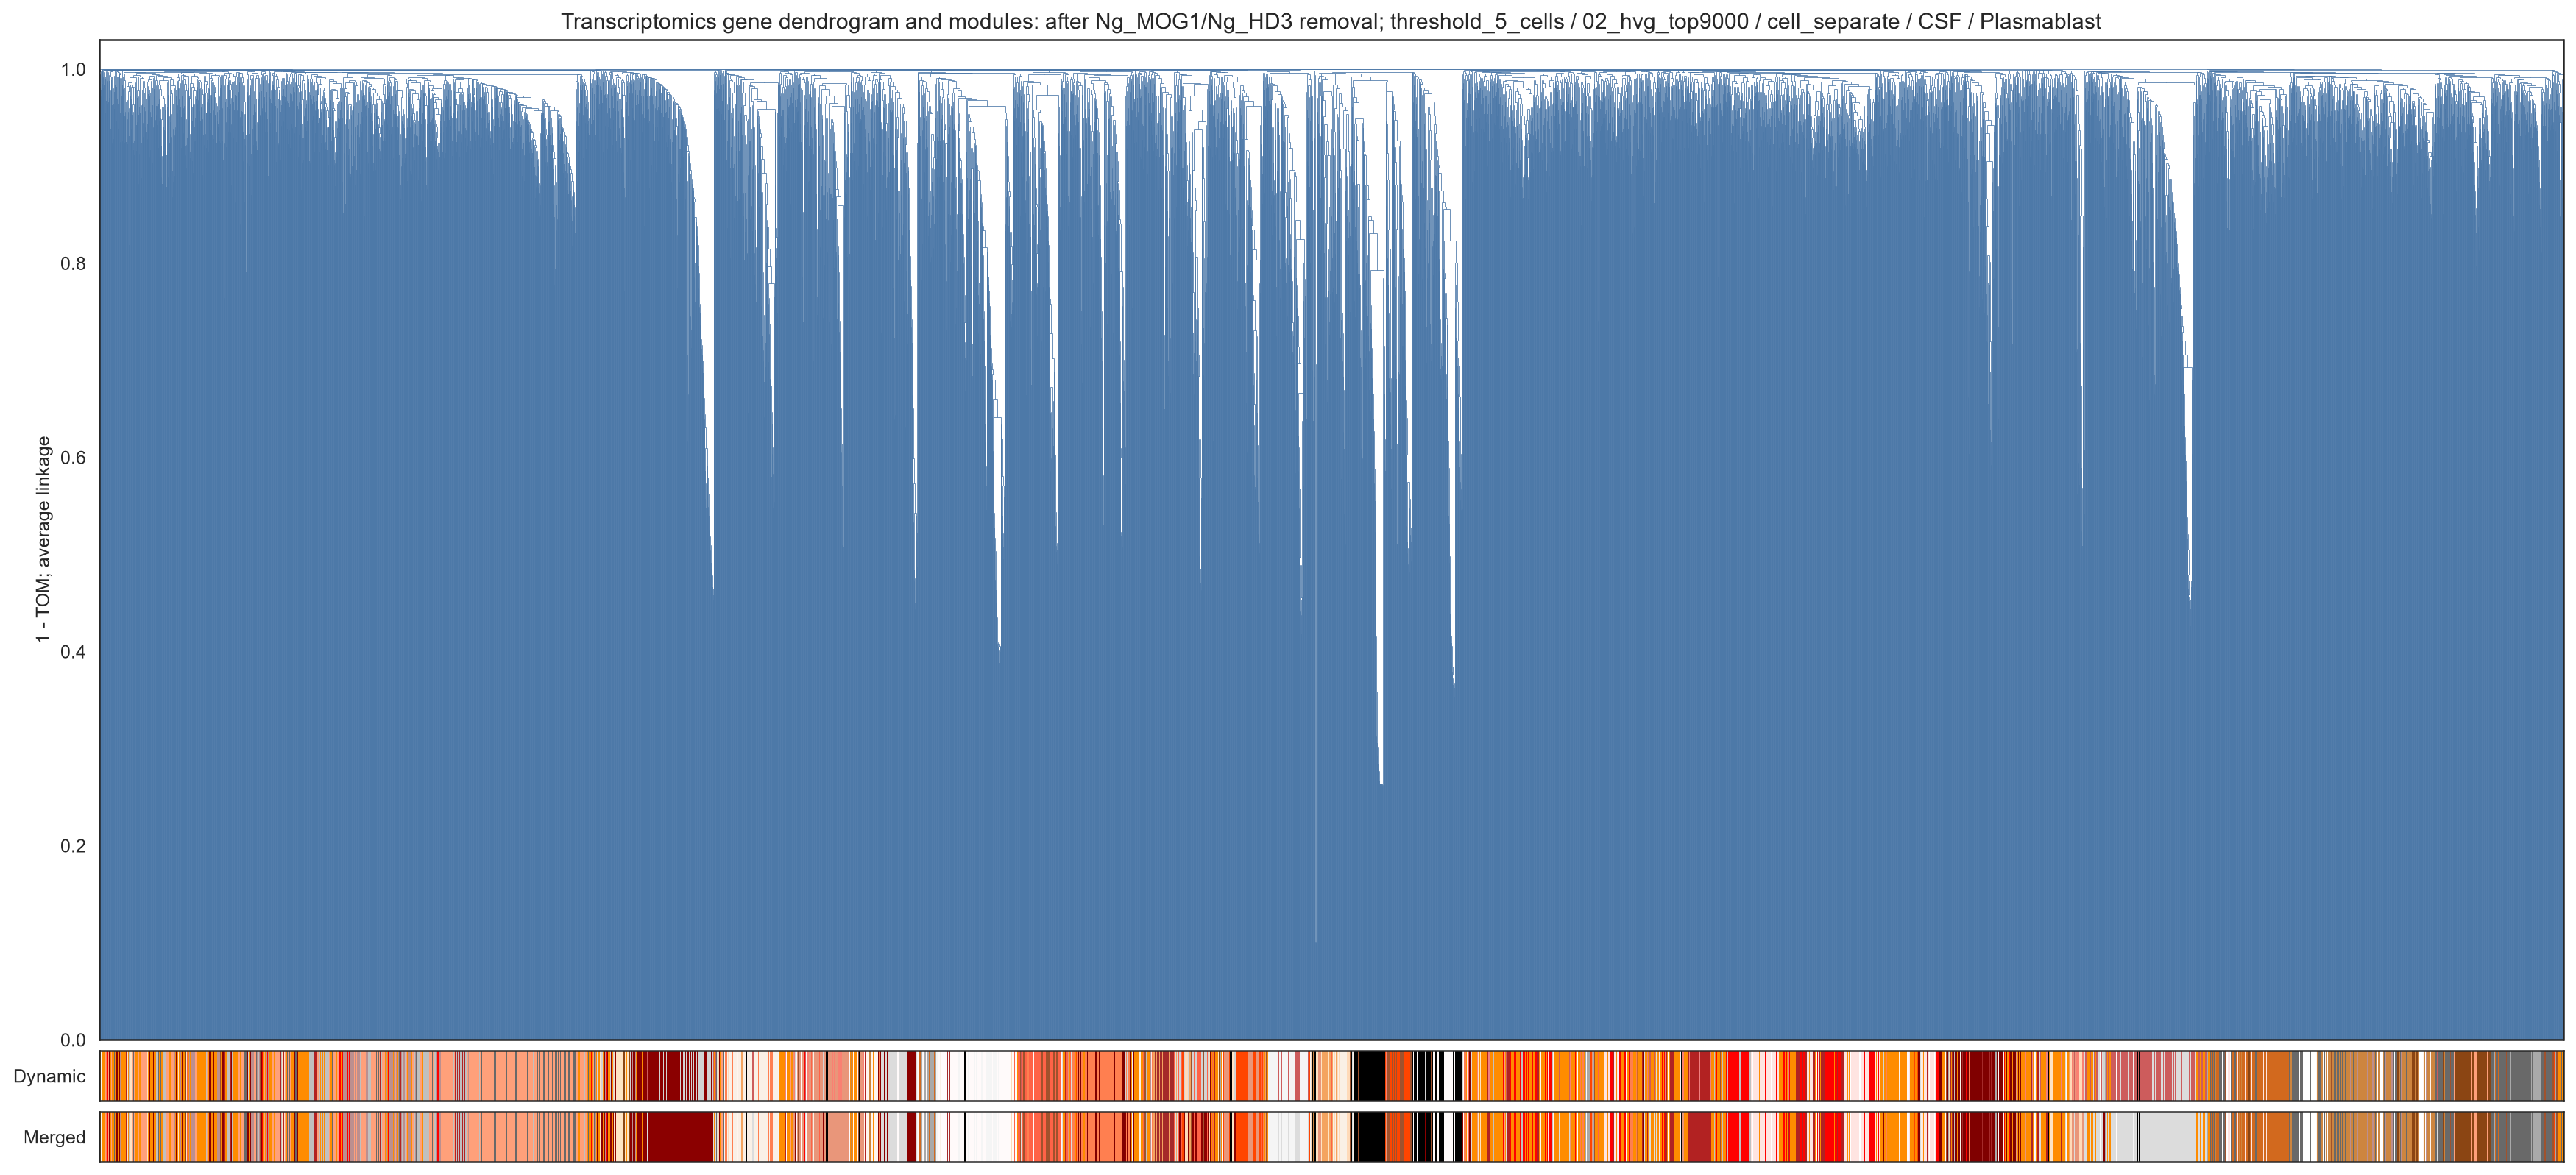 Transcriptomics gene dendrogram and modules: after Ng_MOG1/Ng_HD3 removal; threshold_5_cells / 02_hvg_top9000 / cell_separate / CSF / Plasmablast
1.0
0.8
0.6
0.4
0.2
0.0
1 - TOM; average linkage
Dynamic
Merged